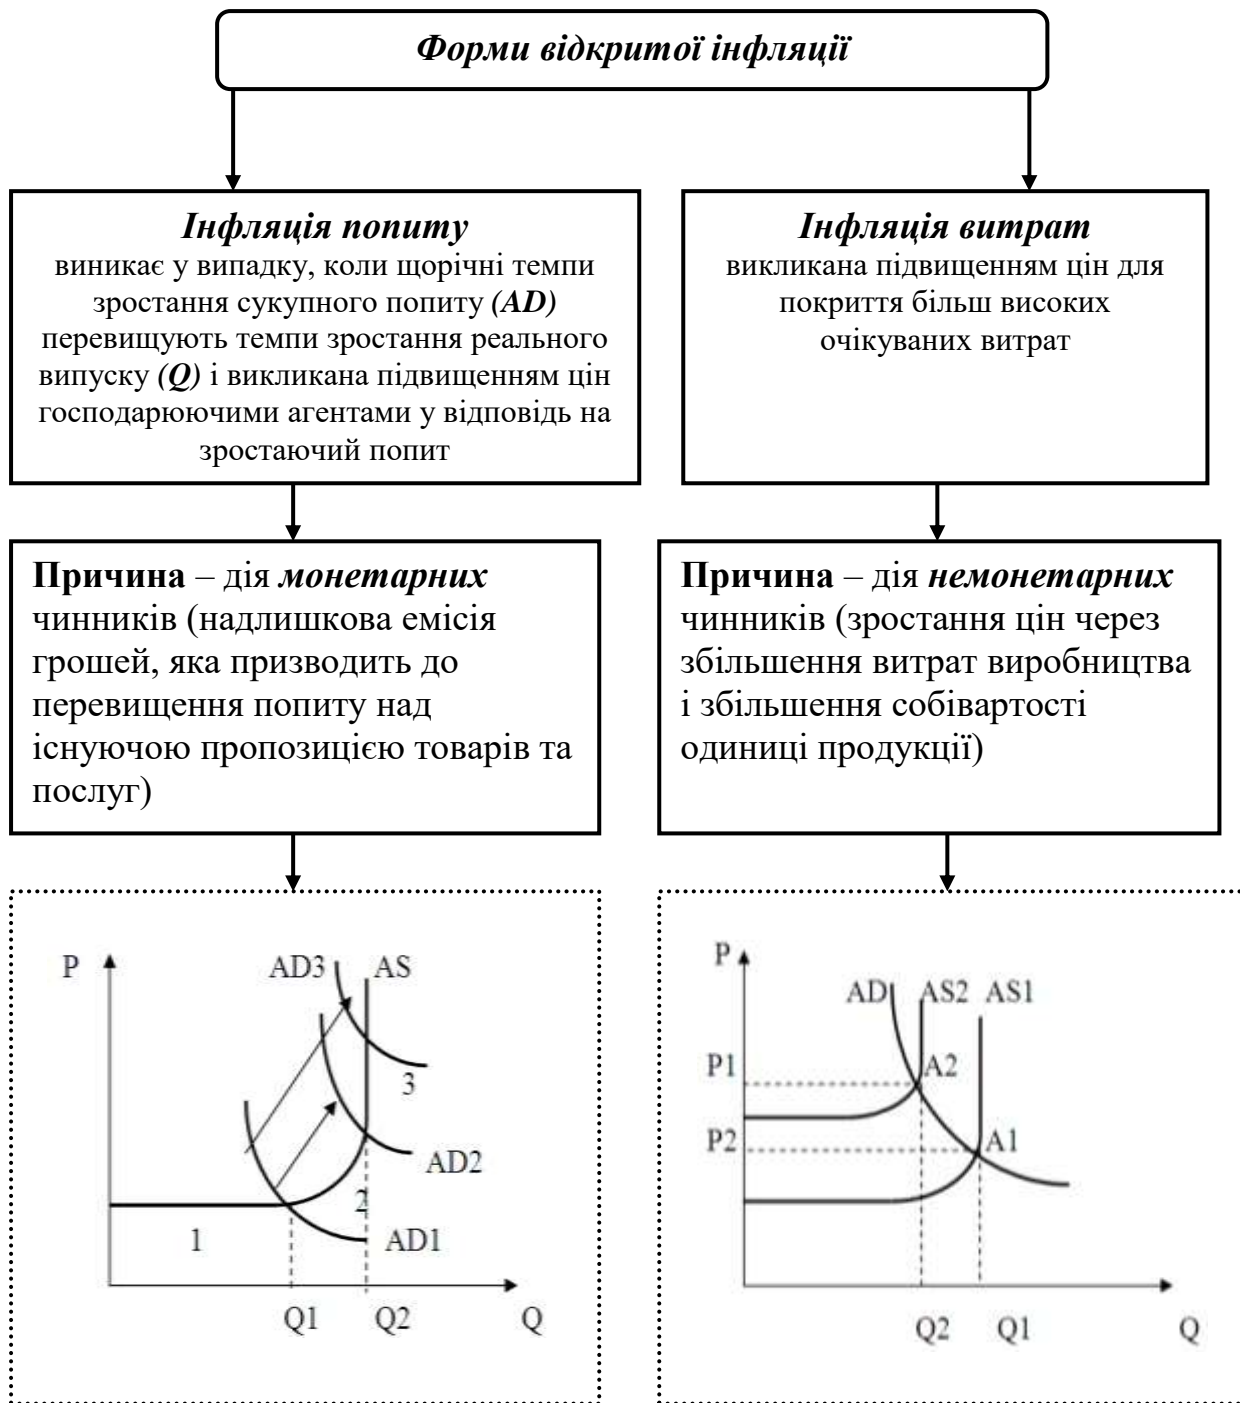 Форми відкритої інфляції
Інфляція попиту
виникає у випадку, коли щорічні темпи
зростання сукупного попиту (AD)
перевищують темпи зростання реального
випуску (Q) і викликана підвищенням цін
господарюючими агентами у відповідь на
зростаючий попит
Інфляція витрат
викликана підвищенням цін для
покриття більш високих
очікуваних витрат
Причина – дія монетарних
чинників (надлишкова емісія
грошей, яка призводить до
перевищення попиту над
існуючою пропозицією товарів та
послуг)
Причина – дія немонетарних
чинників (зростання цін через
збільшення витрат виробництва
і збільшення собівартості
одиниці продукції)
P
AD3
AS
3
AD2
2
1
AD1
Q1
Q2
Q
P
AD
AS2
AS1
P1
A2
P2
A1
Q2
Q1
Q